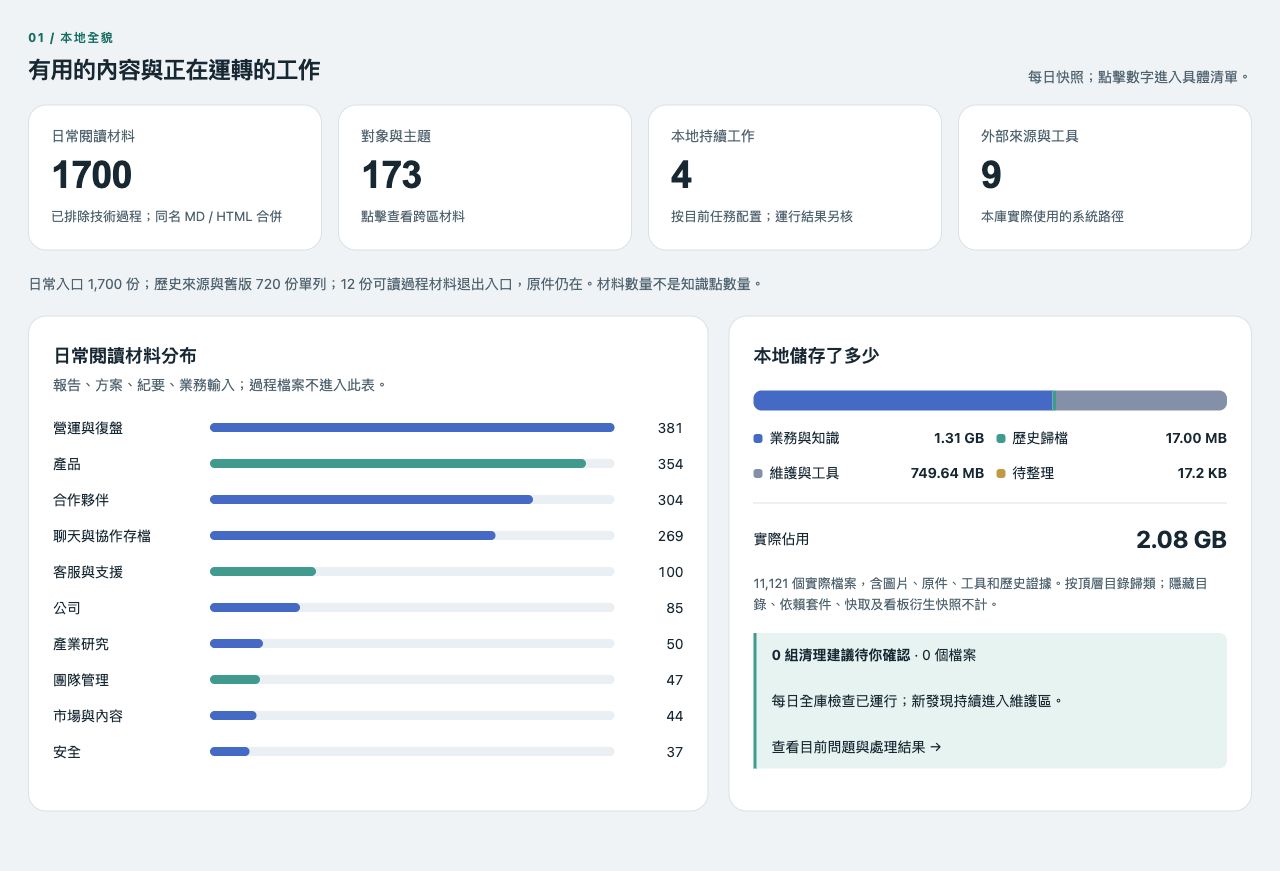 01 / 本地全貌
有用的內容與正在運轉的工作
每日快照；點擊數字進入具體清單。
日常閱讀材料
1700
已排除技術過程；同名 MD / HTML 合併
對象與主題
173
點擊查看跨區材料
本地持續工作
4
按目前任務配置；運行結果另核
外部來源與工具
9
本庫實際使用的系統路徑
日常入口 1,700 份；歷史來源與舊版 720 份單列；12 份可讀過程材料退出入口，原件仍在。材料數量不是知識點數量。
日常閱讀材料分布
報告、方案、紀要、業務輸入；過程檔案不進入此表。
營運與復盤 381
產品 354
合作夥伴 304
聊天與協作存檔 269
客服與支援 100
公司 85
產業研究 50
團隊管理 47
市場與內容 44
安全 37
本地儲存了多少
業務與知識 1.31 GB 歷史歸檔 17.00 MB
維護與工具 749.64 MB 待整理 17.2 KB
實際佔用 2.08 GB
11,121 個實際檔案，含圖片、原件、工具和歷史證據。按頂層目錄歸類；隱藏目
錄、依賴套件、快取及看板衍生快照不計。
0 組清理建議待你確認 · 0 個檔案
每日全庫檢查已運行；新發現持續進入維護區。
查看目前問題與處理結果 →